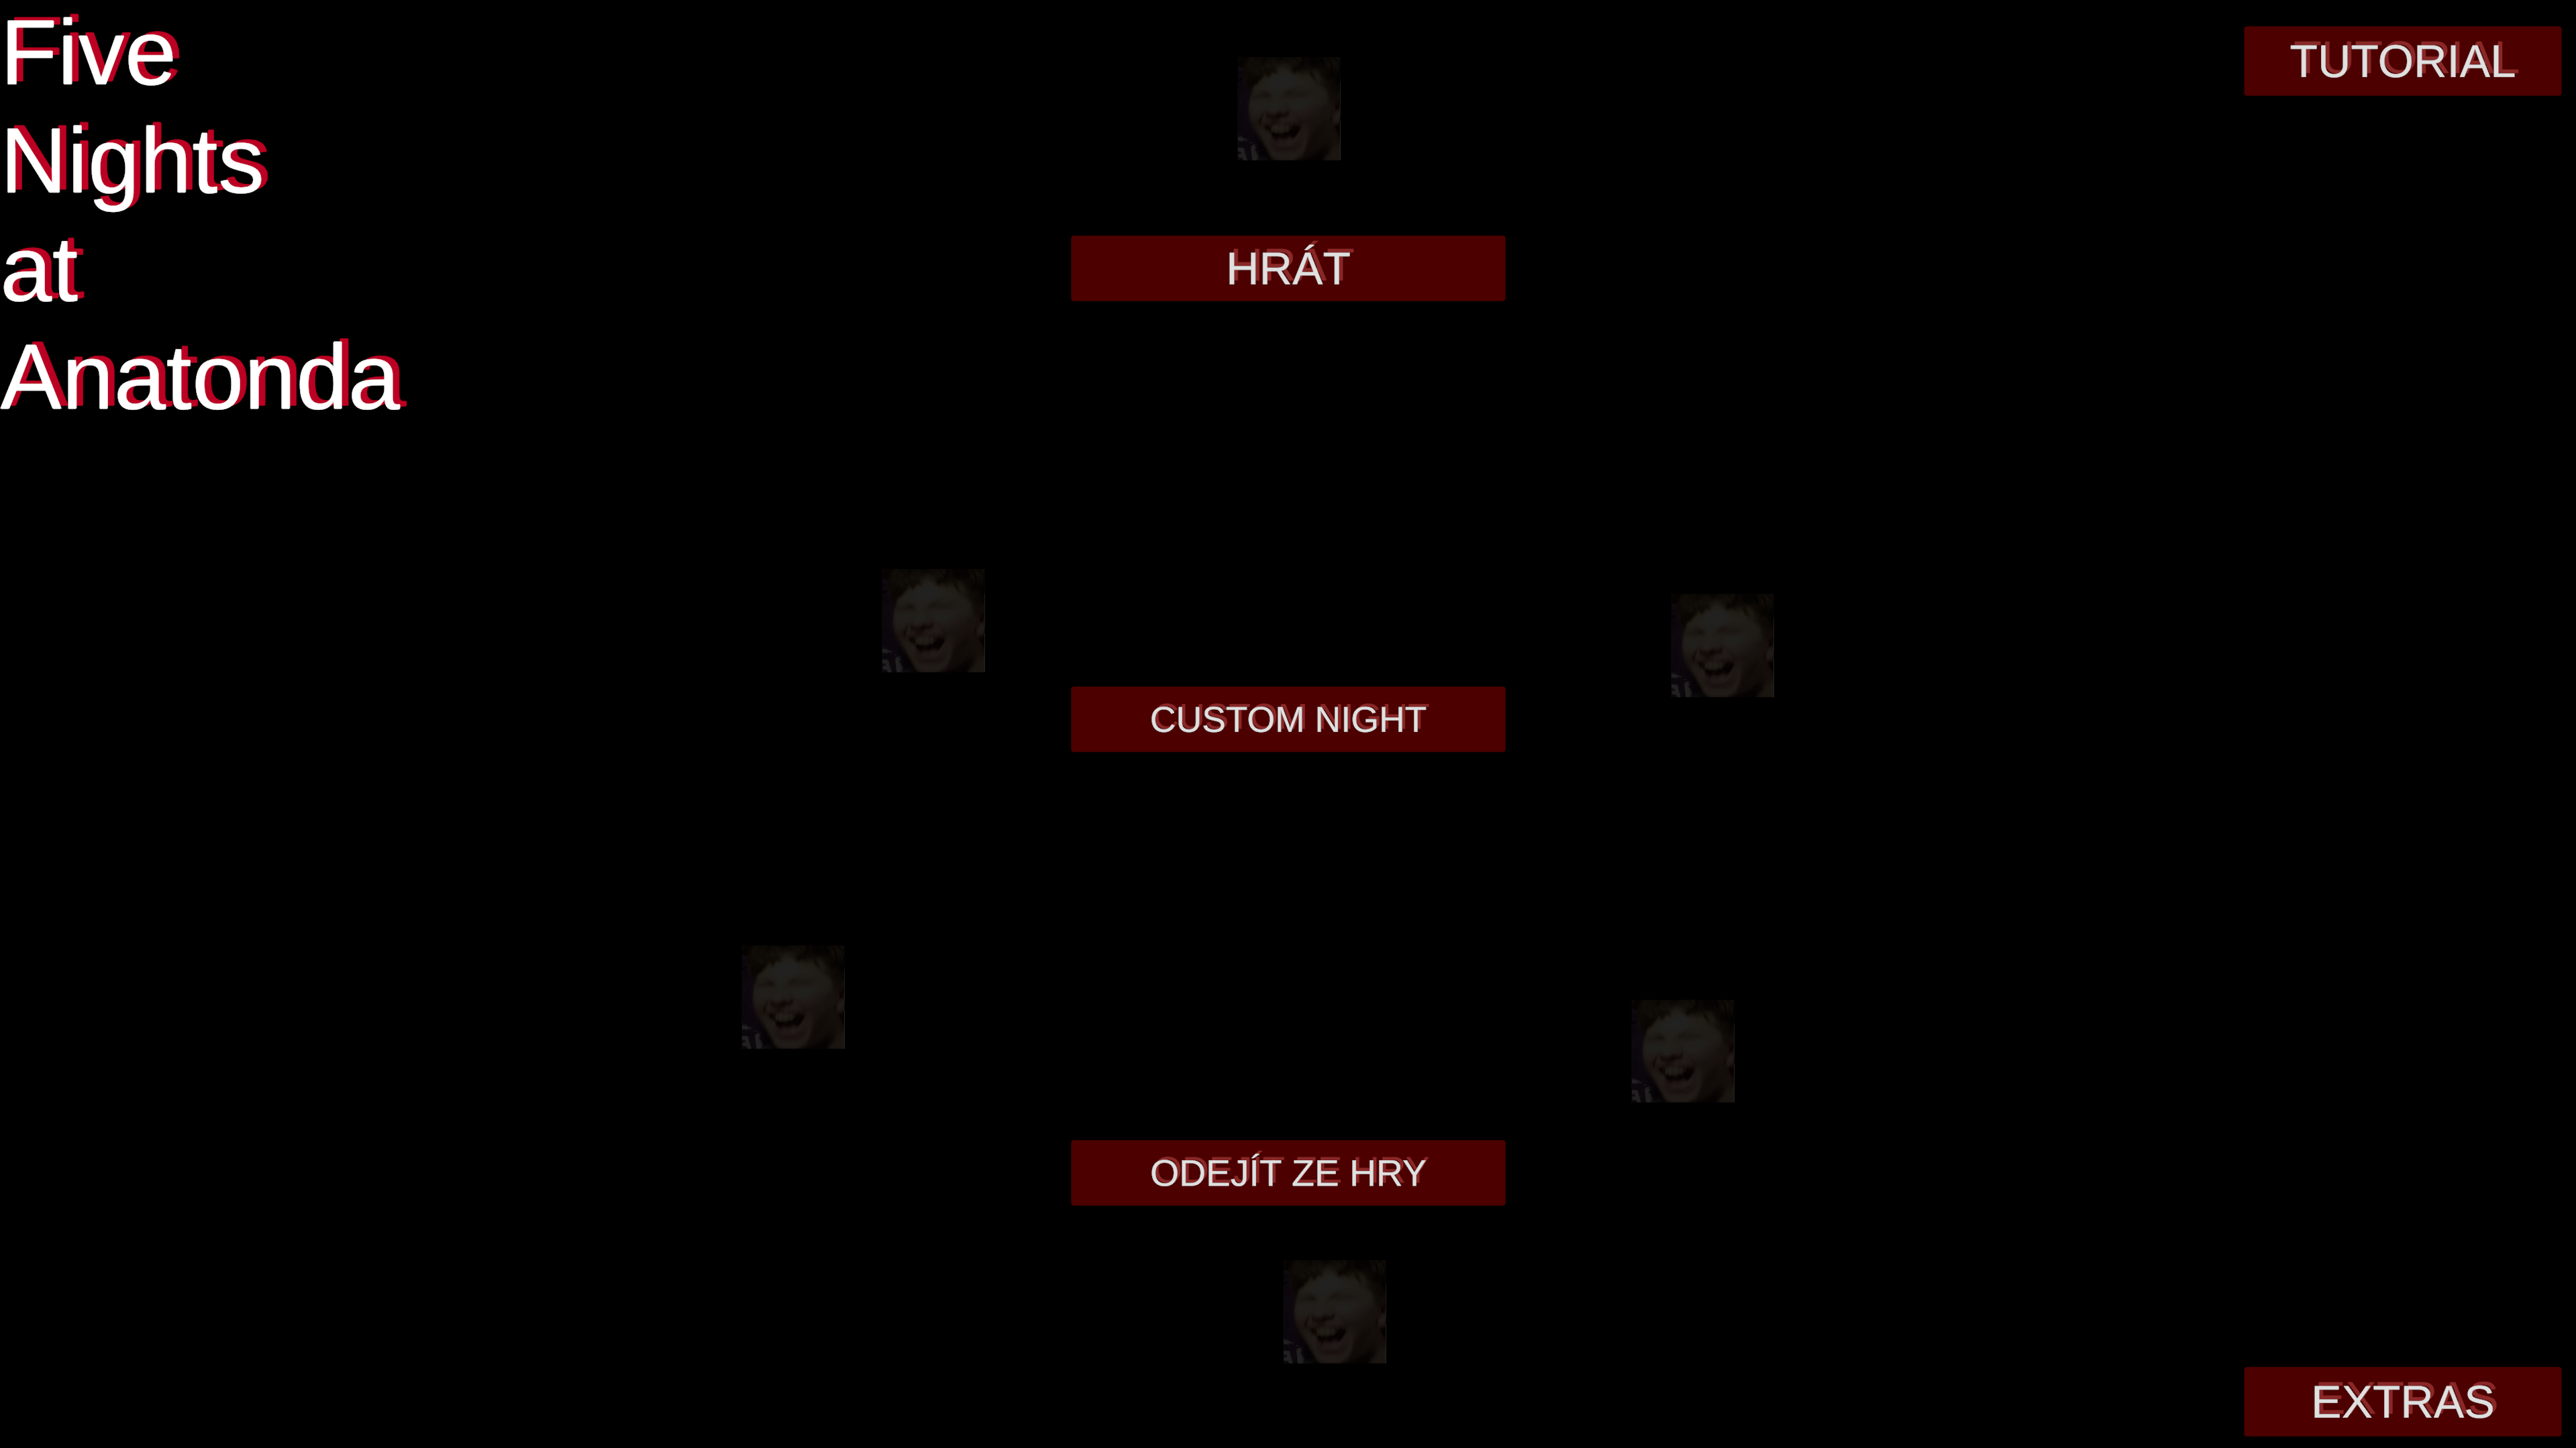 Five
Nights
at
Anatonda
TUTORIAL
HRÁT
CUSTOM NIGHT
ODEJÍT ZE HRY
EXTRAS